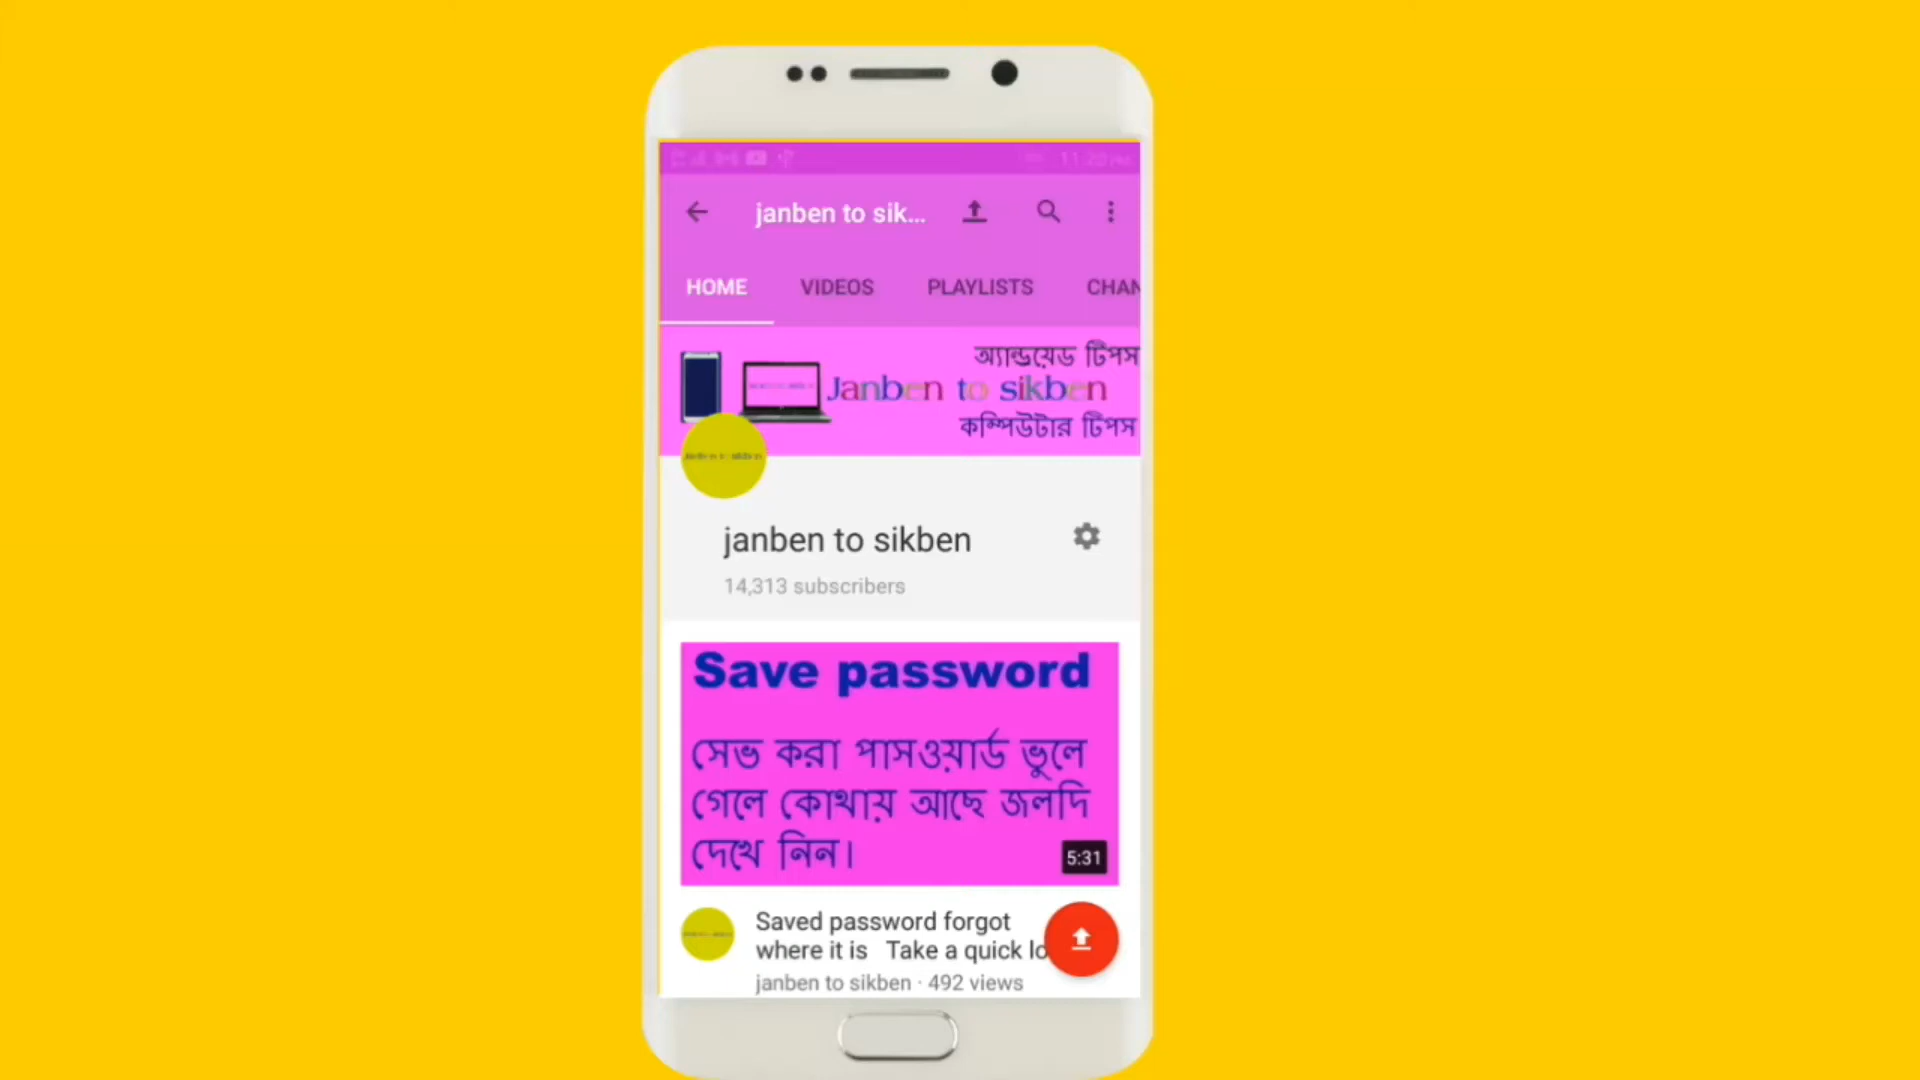 janben to sik...
HOME VIDEOS PLAYLISTS CHAN
অ্যান্ড্রয়েড টিপস
Janben to sikben
কম্পিউটার টিপস
janben to sikben
14,313 subscribers
Save password
সেভ করা পাসওয়ার্ড ভুলে
গেলে কোথায় আছে জলদি
দেখে নিন।
5:31
Saved password forgot
where it is Take a quick lo
janben to sikben · 492 views